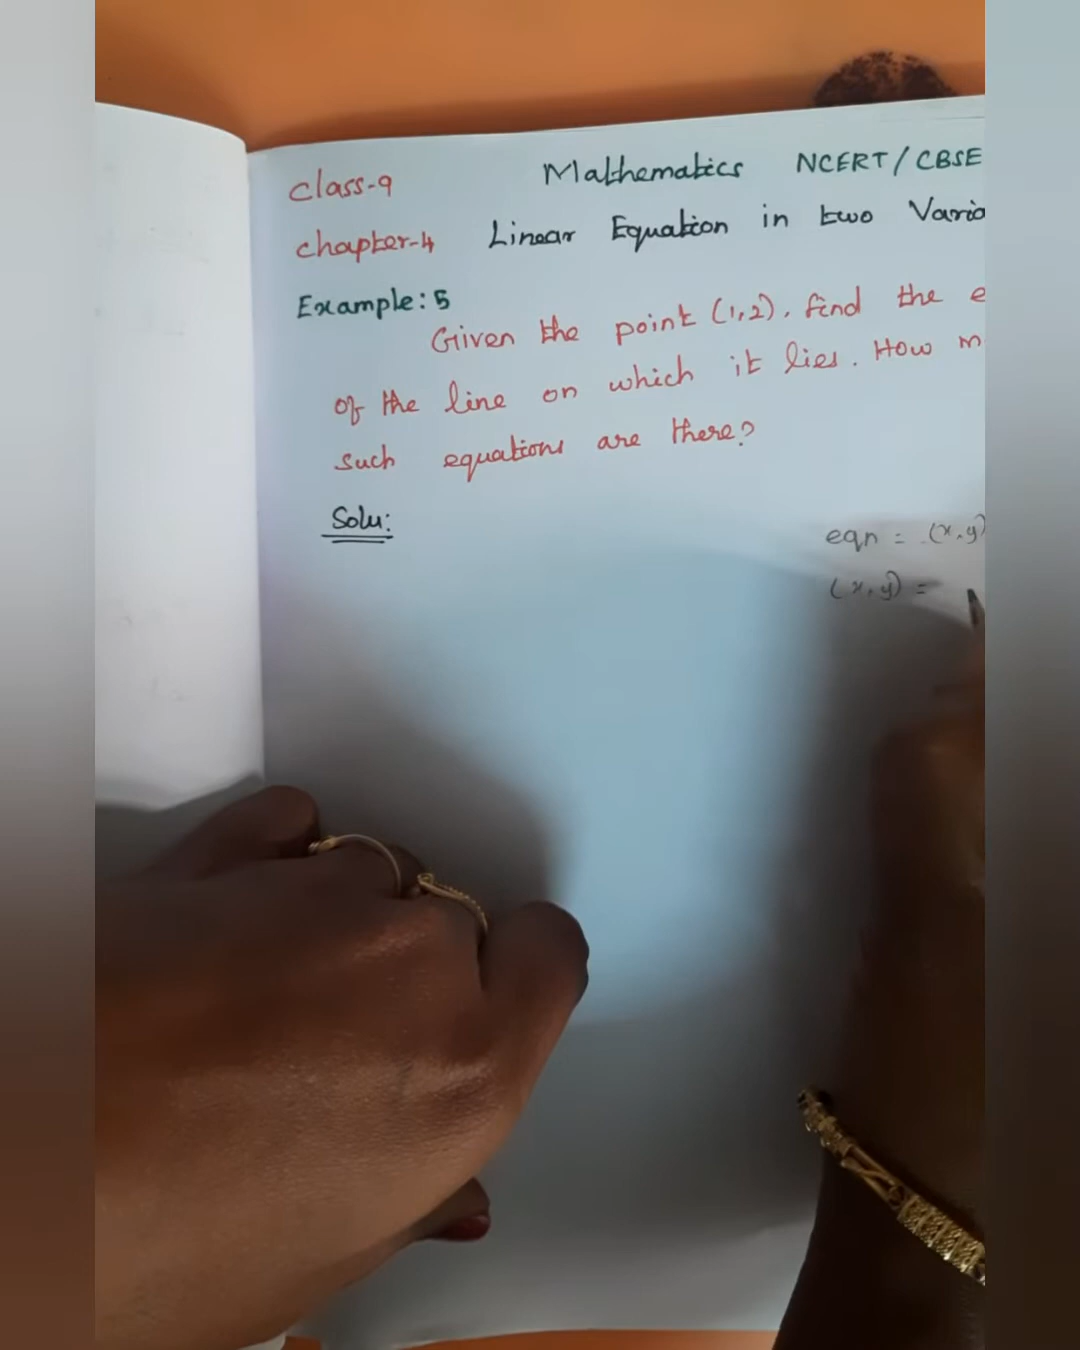 class-9 Mathematics NCERT/CBSE
chapter-4 Linear Equation in two Varia
Example: 5
Given the point (1,2), find the e
of the line on which it lies. How m
such equations are there?
Solu:
eqn = (x,y)
(x,y) =